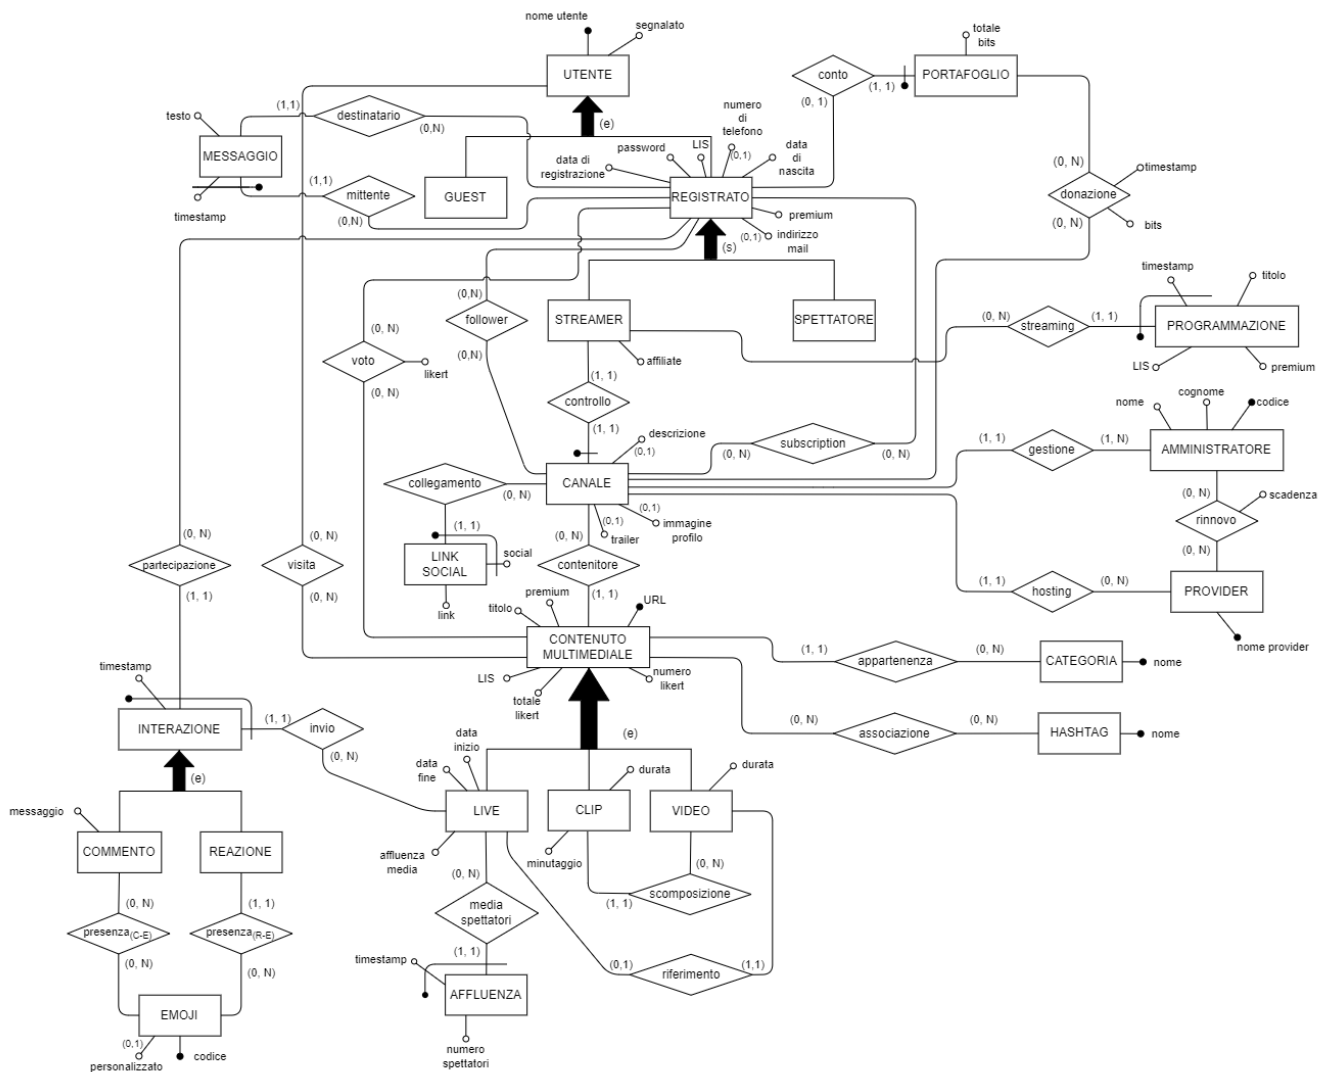 nome utente
segnalato
UTENTE
totale
bits
conto
(1, 1)
PORTAFOGLIO
(0, 1)
testo
(1,1)
destinatario
(0,N)
(e)
MESSAGGIO
numero
di
telefono
(0,1)
LIS
password
data
di
nascita
data di
registrazione
(1,1)
mittente
(0,N)
timestamp
GUEST
REGISTRATO
premium
(0,1)
indirizzo
mail
(0, N)
timestamp
donazione
(0, N)
bits
(s)
timestamp
titolo
(0,N)
follower
(0,N)
STREAMER
SPETTATORE
(0, N)
streaming
(1, 1)
PROGRAMMAZIONE
LIS
premium
(0, N)
voto
likert
(0, N)
affiliate
(1, 1)
controllo
(1, 1)
nome
cognome
codice
descrizione
(0,1)
(0, N)
subscription
(0, N)
(1, 1)
gestione
(1, N)
AMMINISTRATORE
collegamento
(0, N)
CANALE
(0, N)
scadenza
rinnovo
(0, N)
(0,1)
immagine
profilo
(0,1)
trailer
(1, 1)
LINK
SOCIAL
social
link
(0, N)
contenitore
(1, 1)
(0, N)
partecipazione
(1, 1)
(0, N)
visita
(0, N)
(1, 1)
hosting
(0, N)
PROVIDER
nome provider
titolo
premium
URL
CONTENUTO
MULTIMEDIALE
LIS
totale
likert
numero
likert
(1, 1)
appartenenza
(0, N)
CATEGORIA
nome
timestamp
INTERAZIONE
(1, 1)
invio
(0, N)
(0, N)
associazione
(0, N)
HASHTAG
nome
(e)
(e)
data
inizio
data
fine
durata
durata
LIVE
CLIP
VIDEO
affluenza
media
minutaggio
messaggio
COMMENTO
REAZIONE
(0, N)
media
spettatori
(1, 1)
(0, N)
scomposizione
(1, 1)
(0, N)
presenza(C-E)
(0, N)
(1, 1)
presenza(R-E)
(0, N)
(0,1)
riferimento
(1,1)
timestamp
AFFLUENZA
numero
spettatori
EMOJI
(0,1)
personalizzato
codice